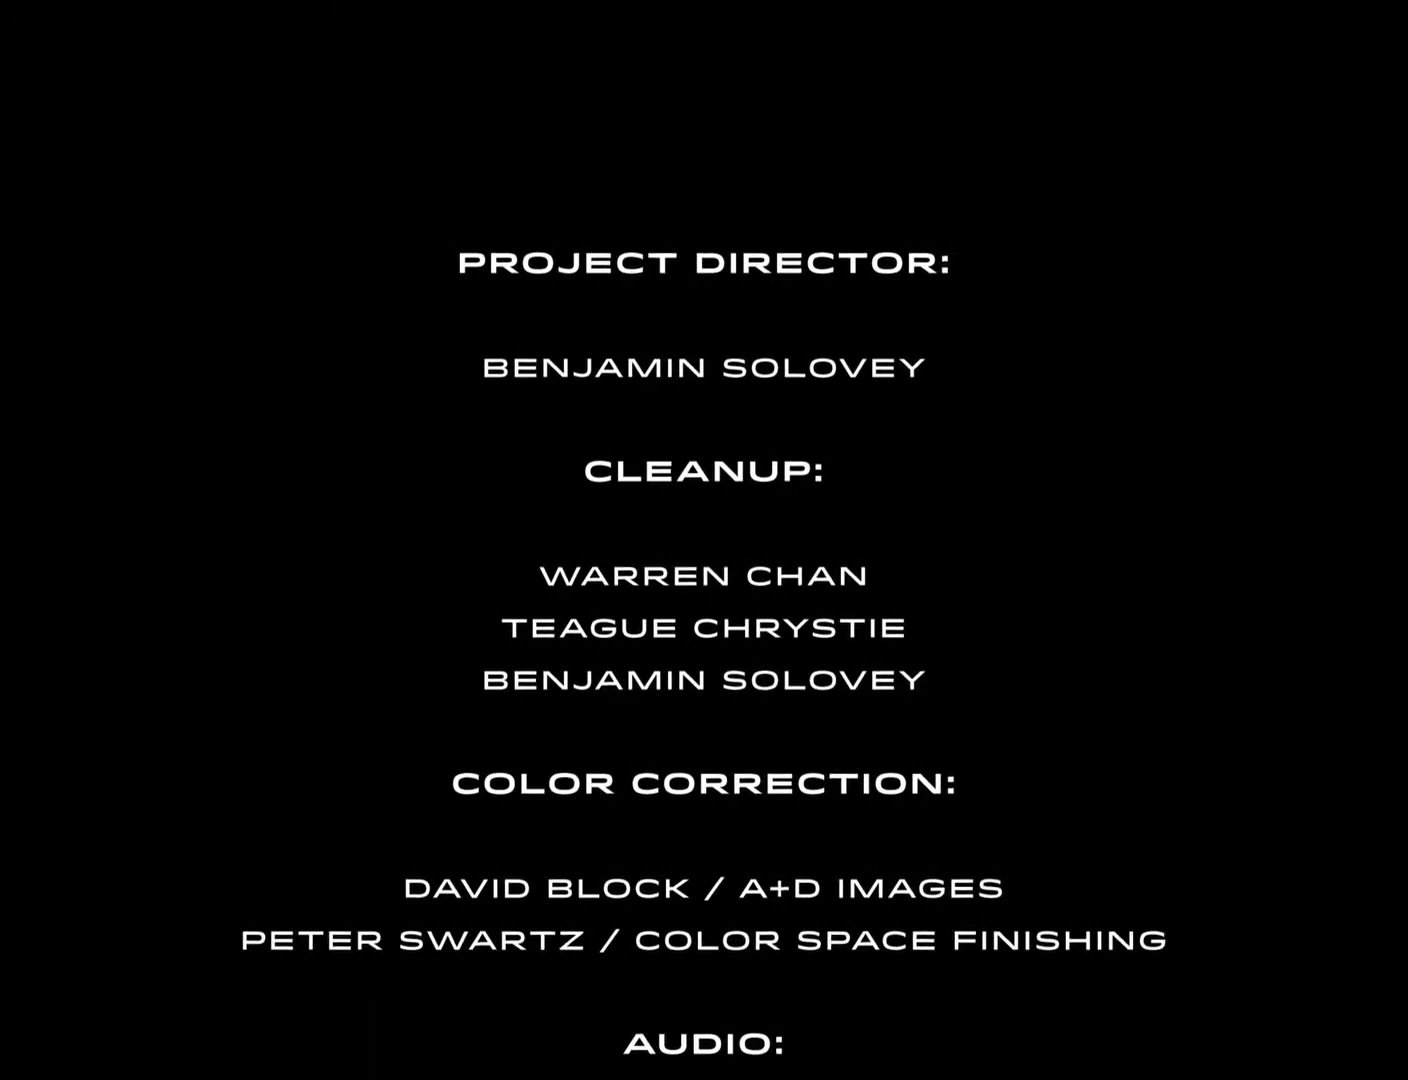 PROJECT DIRECTOR:
BENJAMIN SOLOVEY
CLEANUP:
WARREN CHAN
TEAGUE CHRYSTIE
BENJAMIN SOLOVEY
COLOR CORRECTION:
DAVID BLOCK / A+D IMAGES
PETER SWARTZ / COLOR SPACE FINISHING
AUDIO: